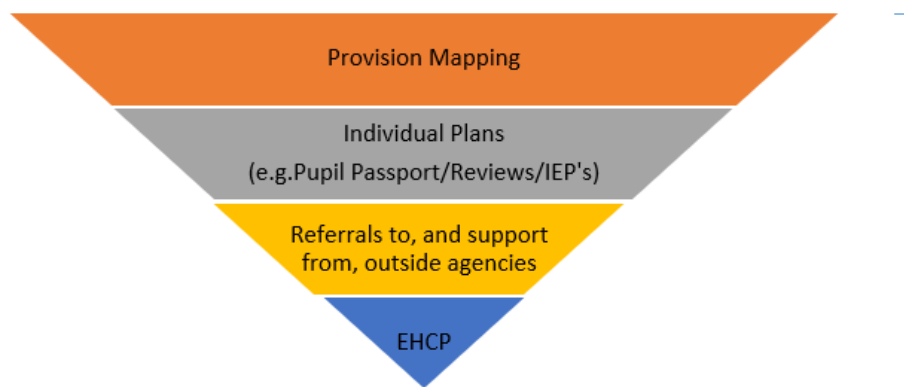 Provision Mapping
Individual Plans
(e.g.Pupil Passport/Reviews/IEP's)
Referrals to, and support
from, outside agencies
EHCP